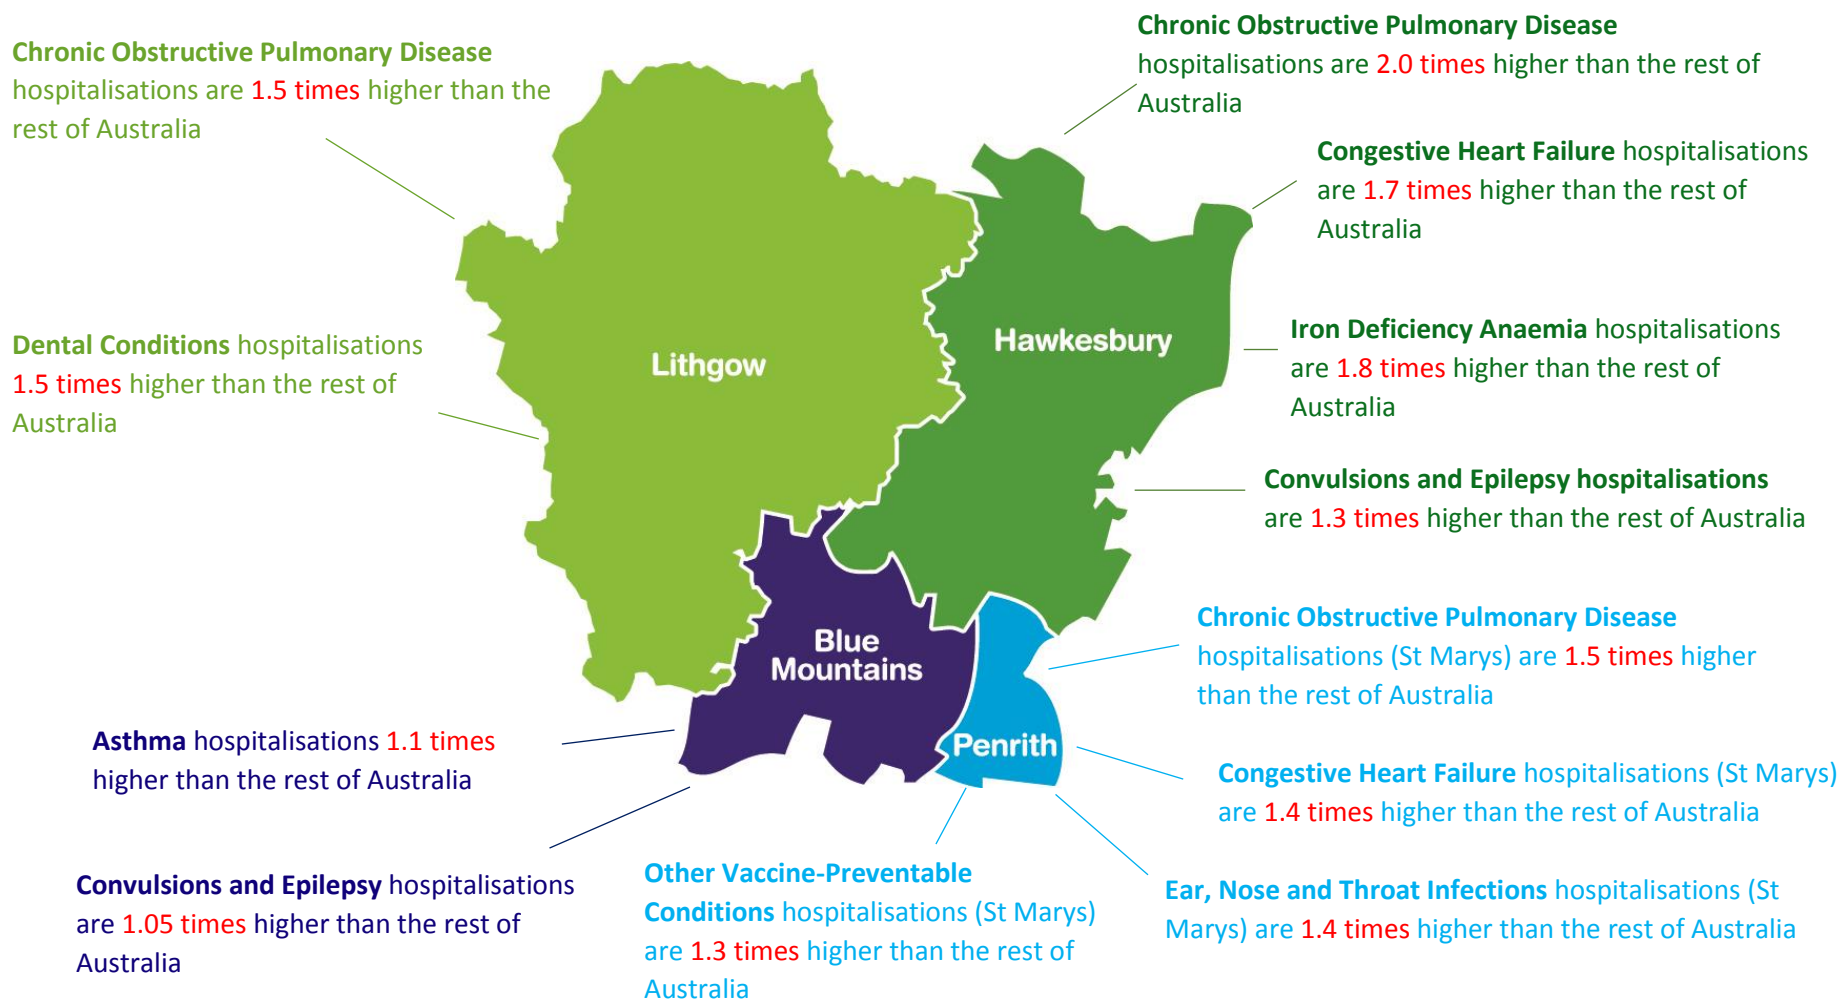 Chronic Obstructive Pulmonary Disease
hospitalisations are 1.5 times higher than the
rest of Australia
Chronic Obstructive Pulmonary Disease
hospitalisations are 2.0 times higher than the rest of
Australia
Congestive Heart Failure hospitalisations
are 1.7 times higher than the rest of
Australia
Dental Conditions hospitalisations
1.5 times higher than the rest of
Australia
Lithgow
Hawkesbury
Iron Deficiency Anaemia hospitalisations
are 1.8 times higher than the rest of
Australia
Convulsions and Epilepsy hospitalisations
are 1.3 times higher than the rest of Australia
Blue
Mountains
Penrith
Chronic Obstructive Pulmonary Disease
hospitalisations (St Marys) are 1.5 times higher
than the rest of Australia
Asthma hospitalisations 1.1 times
higher than the rest of Australia
Congestive Heart Failure hospitalisations (St Marys)
are 1.4 times higher than the rest of Australia
Convulsions and Epilepsy hospitalisations
are 1.05 times higher than the rest of
Australia
Other Vaccine-Preventable
Conditions hospitalisations (St Marys)
are 1.3 times higher than the rest of
Australia
Ear, Nose and Throat Infections hospitalisations (St
Marys) are 1.4 times higher than the rest of Australia